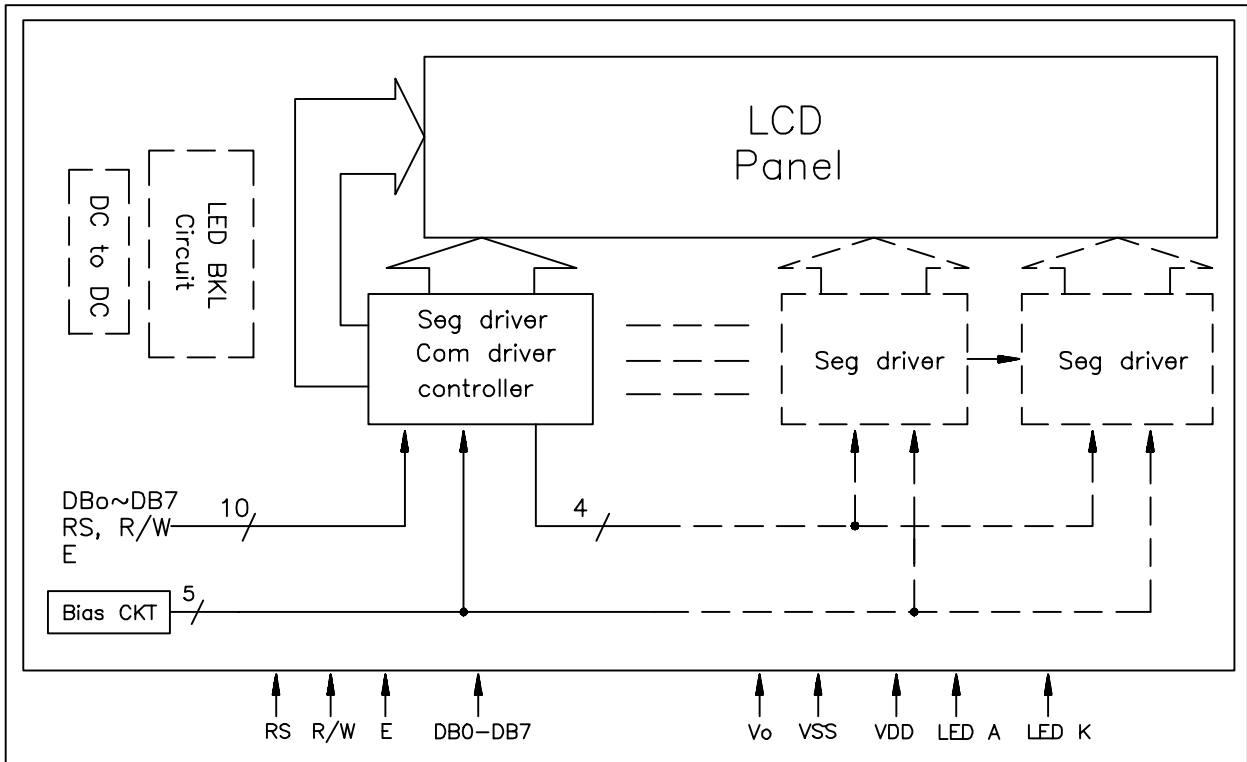 LCD
Panel
DC to DC
LED BKL
Circuit
Seg driver
Com driver
controller
Seg driver
Seg driver
DBo~DB7
RS, R/W
E
10
4
Bias CKT
5
RS
R/W
E
DB0-DB7
Vo
VSS
VDD
LED A
LED K